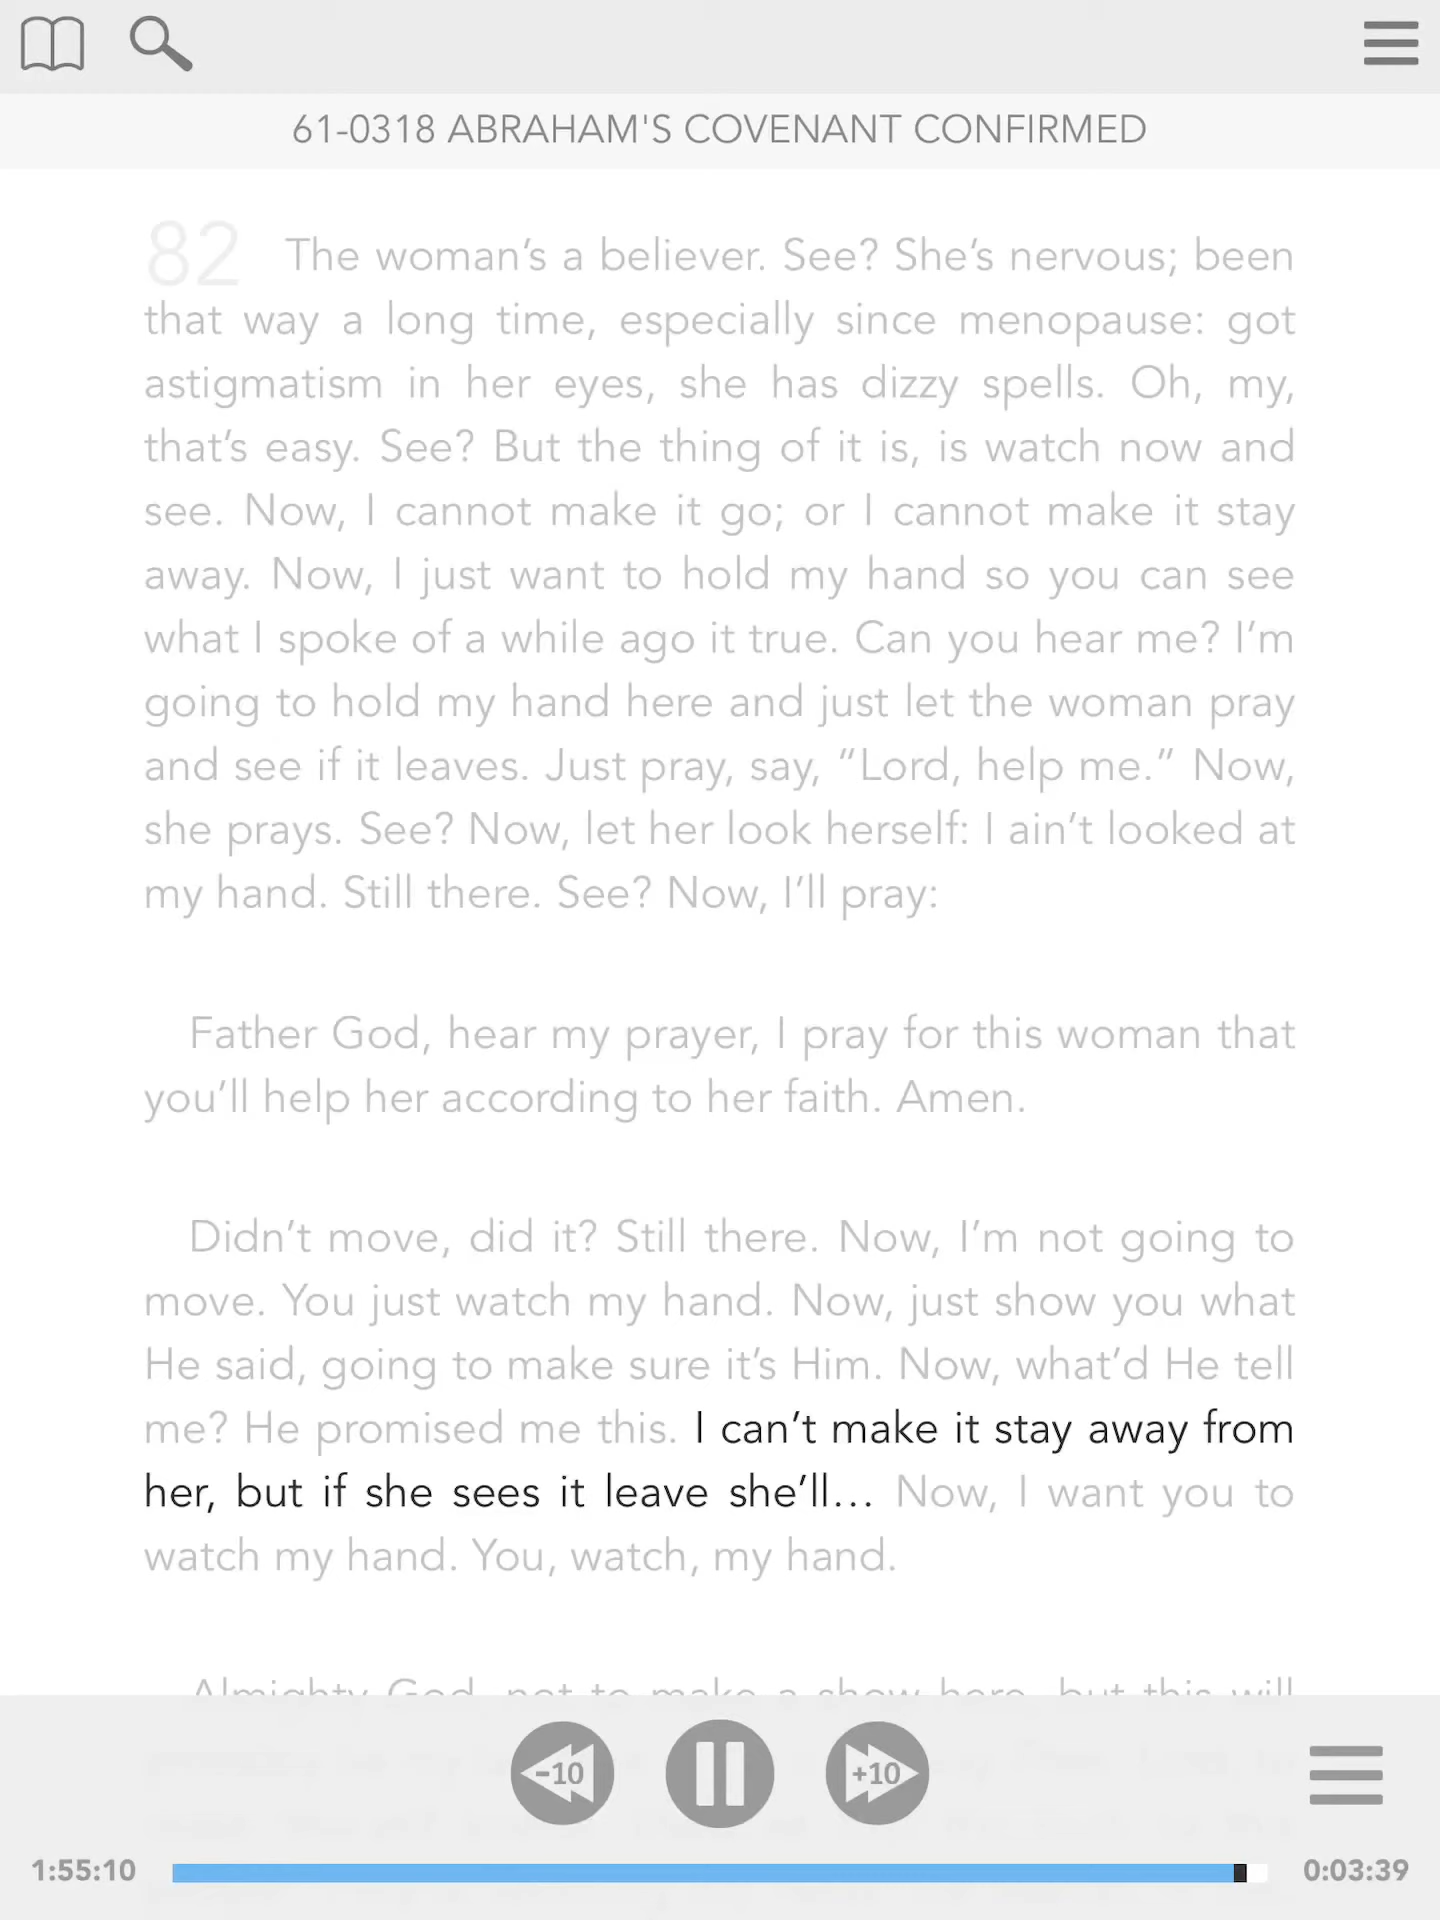 61-0318 ABRAHAM'S COVENANT CONFIRMED
82 The woman’s a believer. See? She’s nervous; been
that way a long time, especially since menopause: got
astigmatism in her eyes, she has dizzy spells. Oh, my,
that’s easy. See? But the thing of it is, is watch now and
see. Now, I cannot make it go; or I cannot make it stay
away. Now, I just want to hold my hand so you can see
what I spoke of a while ago it true. Can you hear me? I’m
going to hold my hand here and just let the woman pray
and see if it leaves. Just pray, say, “Lord, help me.” Now,
she prays. See? Now, let her look herself: I ain’t looked at
my hand. Still there. See? Now, I’ll pray:
Father God, hear my prayer, I pray for this woman that
you’ll help her according to her faith. Amen.
Didn’t move, did it? Still there. Now, I’m not going to
move. You just watch my hand. Now, just show you what
He said, going to make sure it’s Him. Now, what’d He tell
me? He promised me this. I can’t make it stay away from
her, but if she sees it leave she’ll… Now, I want you to
watch my hand. You, watch, my hand.
Almighty God, not to make a show here, but this will
-10 +10
1:55:10 0:03:39